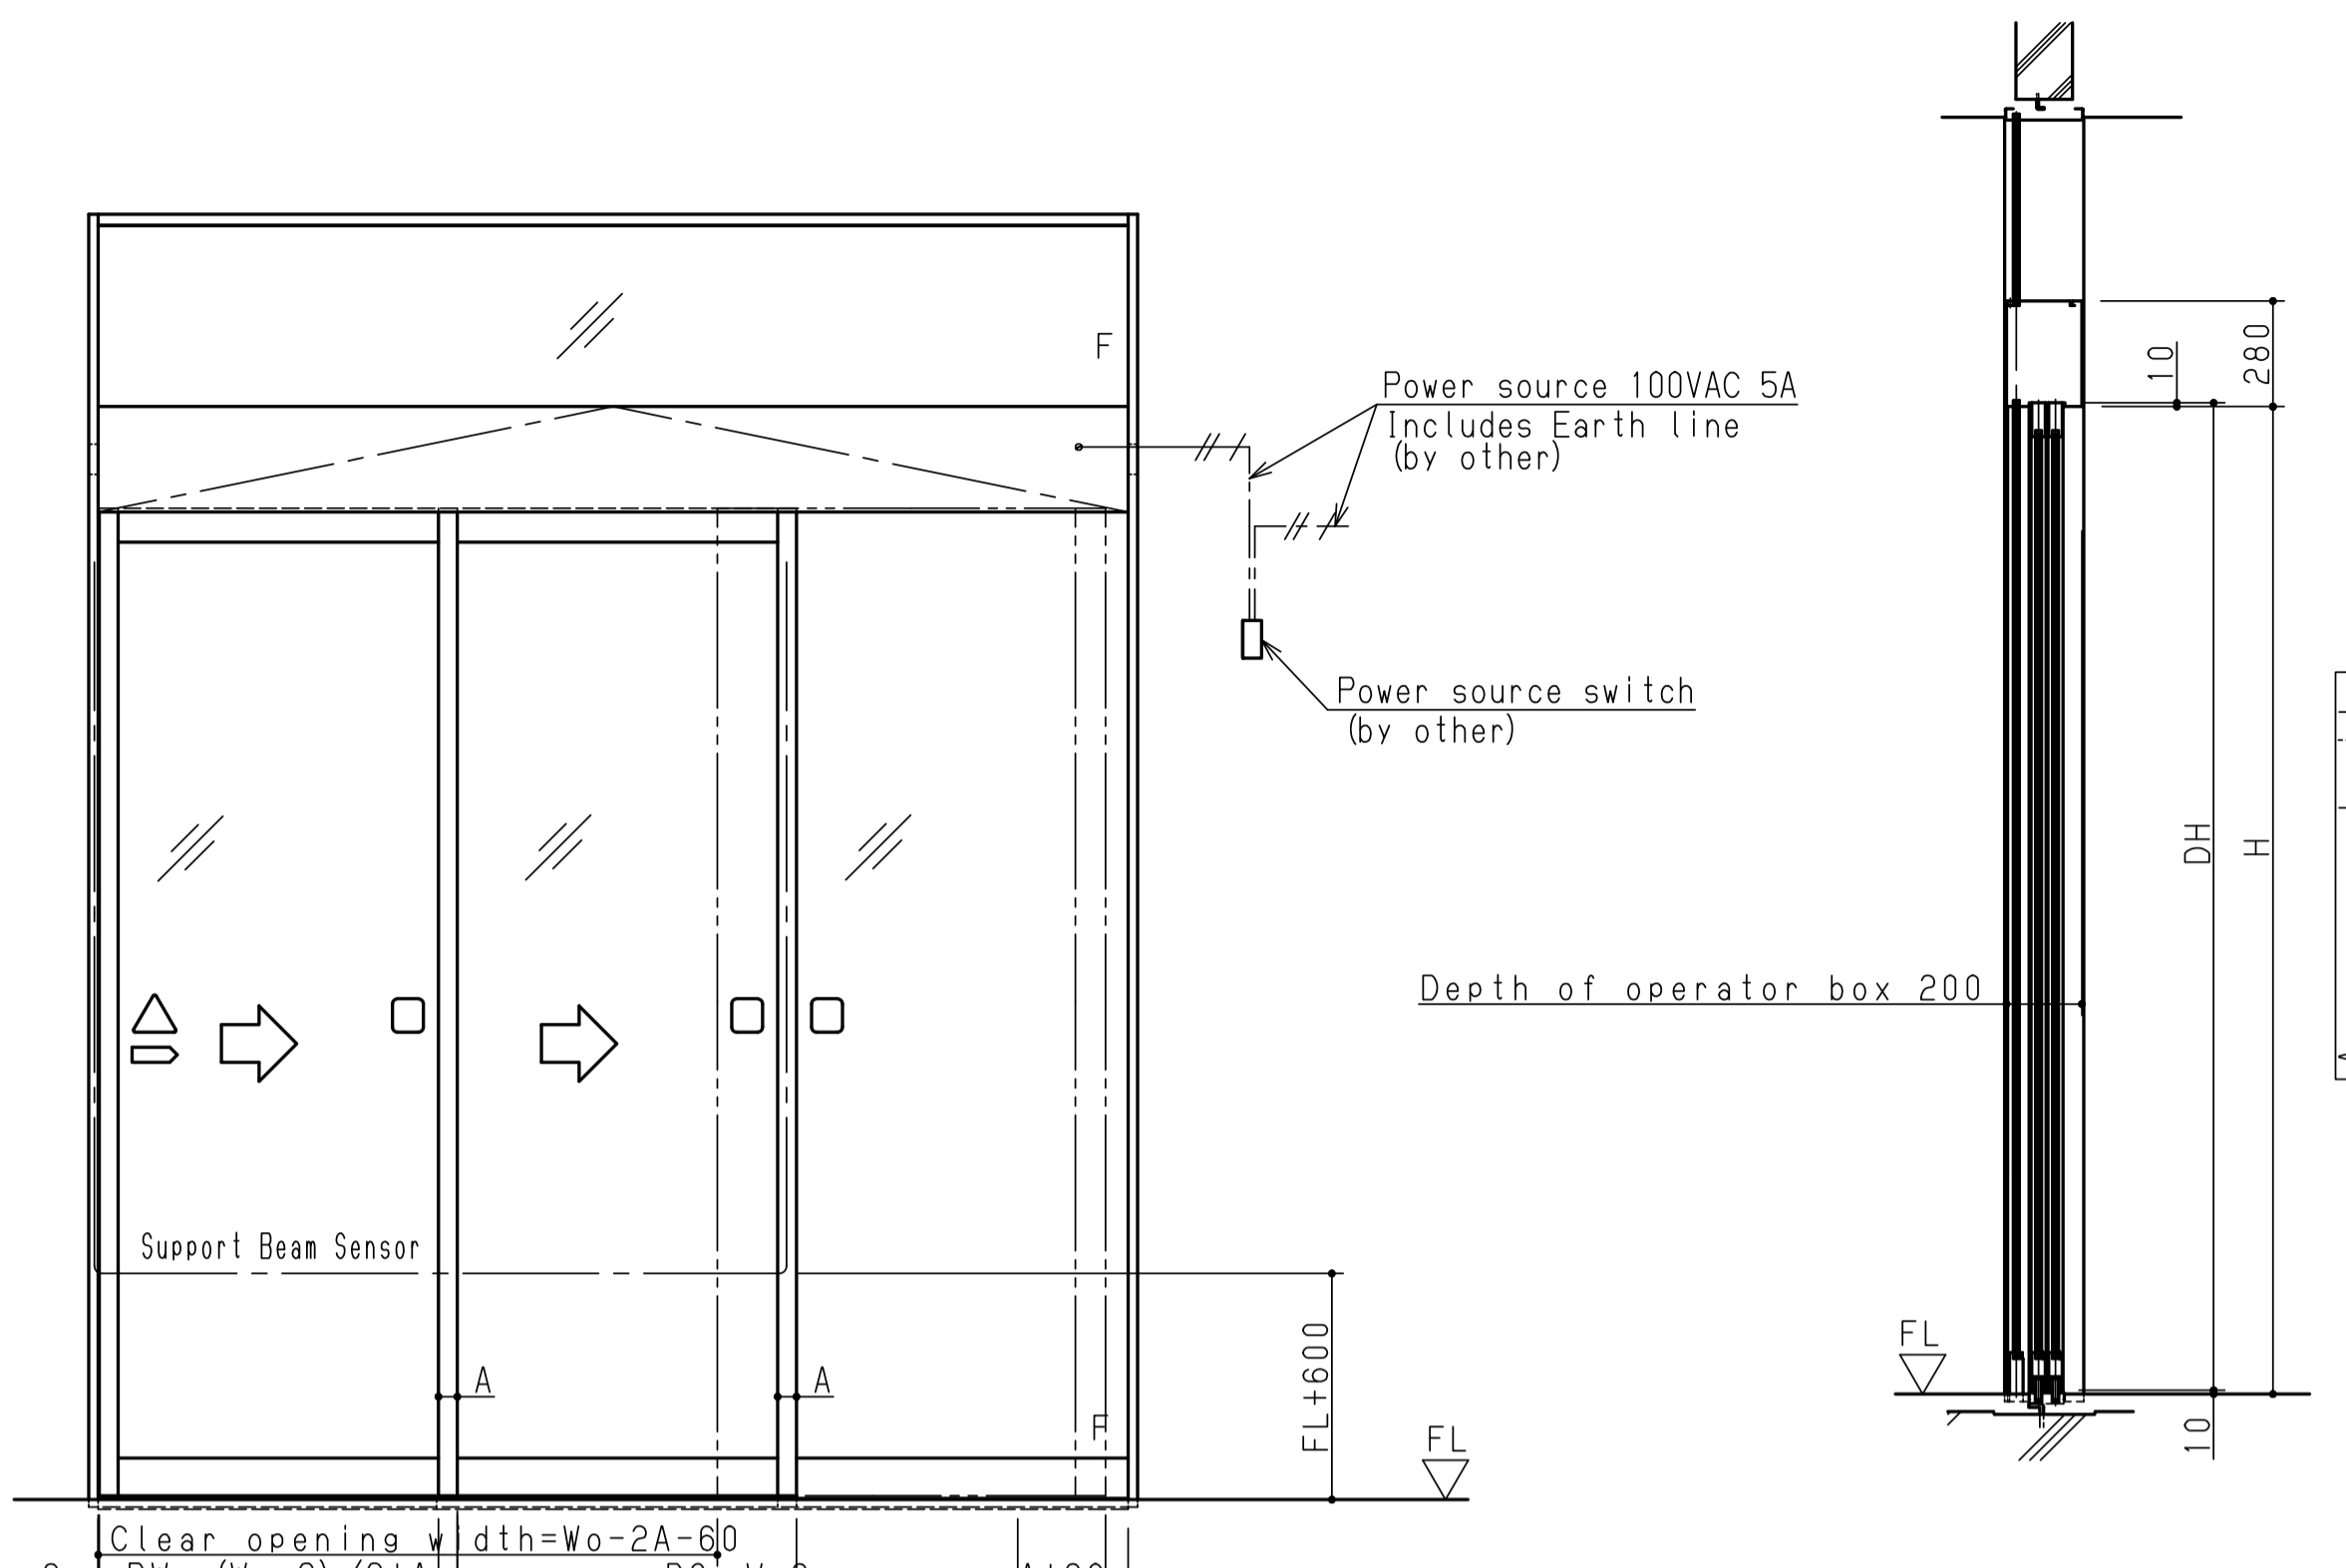 F
Power source 100VAC 5A
Includes Earth line
(by other)
10
280
Power source switch
(by other)
DH
H
Depth of operator box 200
Support Beam Sensor
FL+600
FL
A
A
F
FL
10
Clear opening width=Wo-2A-60